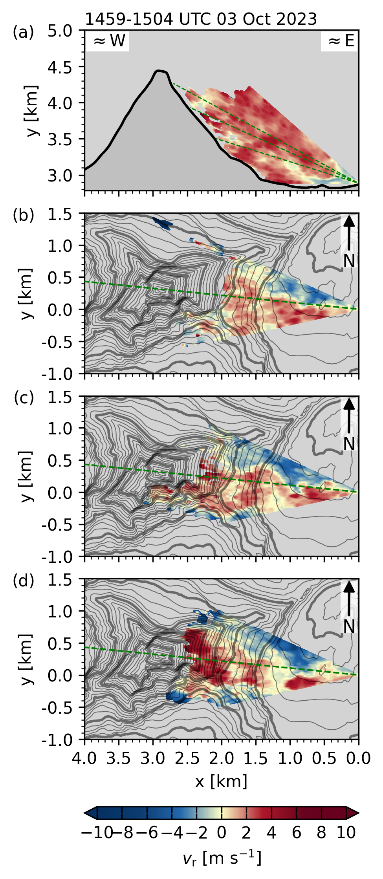 1459-1504 UTC 03 Oct 2023
(a)
≈ W
≈ E
5.0
4.5
4.0
3.5
3.0
y [km]
(b)
1.5
1.0
0.5
0.0
-0.5
-1.0
y [km]
N
(c)
1.5
1.0
0.5
0.0
-0.5
-1.0
y [km]
N
(d)
1.5
1.0
0.5
0.0
-0.5
-1.0
y [km]
N
4.0 3.5 3.0 2.5 2.0 1.5 1.0 0.5 0.0
x [km]
−10 −8 −6 −4 −2 0 2 4 6 8 10
v_r [m s⁻¹]